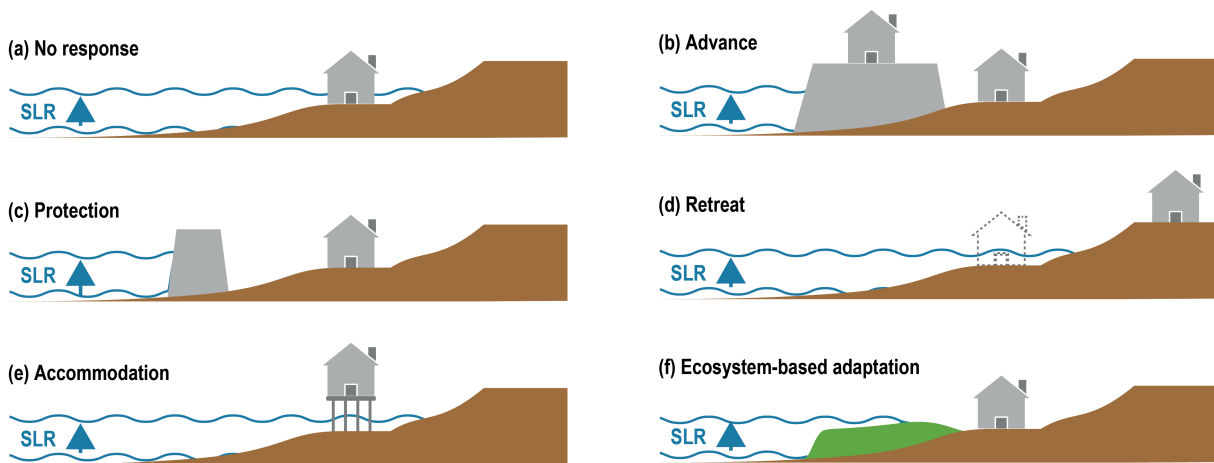 (a) No response
SLR
(b) Advance
SLR
(c) Protection
SLR
(d) Retreat
SLR
(e) Accommodation
SLR
(f) Ecosystem-based adaptation
SLR